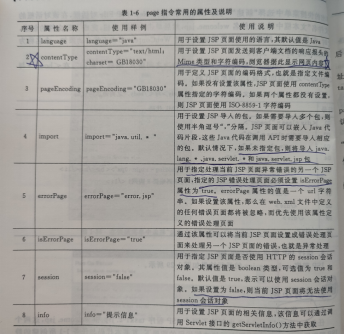 表 1-6 page 指令常用的属性及说明
序号 属性名称 使用样例 使用说明
1 language language="java" 用于设置 JSP 页面使用的语言,其默认值是 Java
2 contentType contentType="text/html; charset=GB18030" 用于设置 JSP 页面发送到客户端文档的响应报头的
Mime 类型和字符编码,浏览器据此显示网页内容
3 pageEncoding pageEncoding="GB18030" 用于定义 JSP 页面的编码格式,也就是指定文件编
码。如果没有设置该属性,JSP 页面使用 contentType
属性指定的字符编码。如果两个属性都没有设置,
则 JSP 页面使用 ISO-8859-1 字符编码
4 import import="java.util.*" 用于设置 JSP 导入的包,如果需要导入多个包,则
使用半角逗号","分隔。JSP 页面可以嵌入 Java 代
码片段,这些 Java 代码在调用 API 时需要导入相应
的包。默认情况下,如果未指定包,则将导入 java.
lang.*、java.servlet.* 和 java.servlet.jsp 包
5 errorPage errorPage="error.jsp" 用于指定处理当前 JSP 页面异常错误的另一个 JSP
页面,指定的 JSP 错误处理页面必须设置 isErrorPage
属性为"true。errorPage 属性的值是一个 url 字符
串。如果设置该属性,那么在 web.xml 文件中定义
的任何错误页面都将被忽略,而优先使用该属性定
义的错误处理页面
6 isErrorPage isErrorPage="true" 通过该属性可以将当前 JSP 页面设置成错误处理页
面来处理另一个 JSP 页面的错误,也就是异常处理
7 session session="false" 用于指定 JSP 页面是否使用 HTTP 的 session 会话
对象。其属性值是 boolean 类型;可选值为 true 和
false。默认值为 true,表示可以使用 session 会话对
象。如果设置为 false,则当前 JSP 页面将无法使用
session 会话对象
8 info info="提示信息" 用于设置 JSP 页面的相关信息,该信息可以通过调
用 Servlet 接口的 getServletInfo()方法中获取